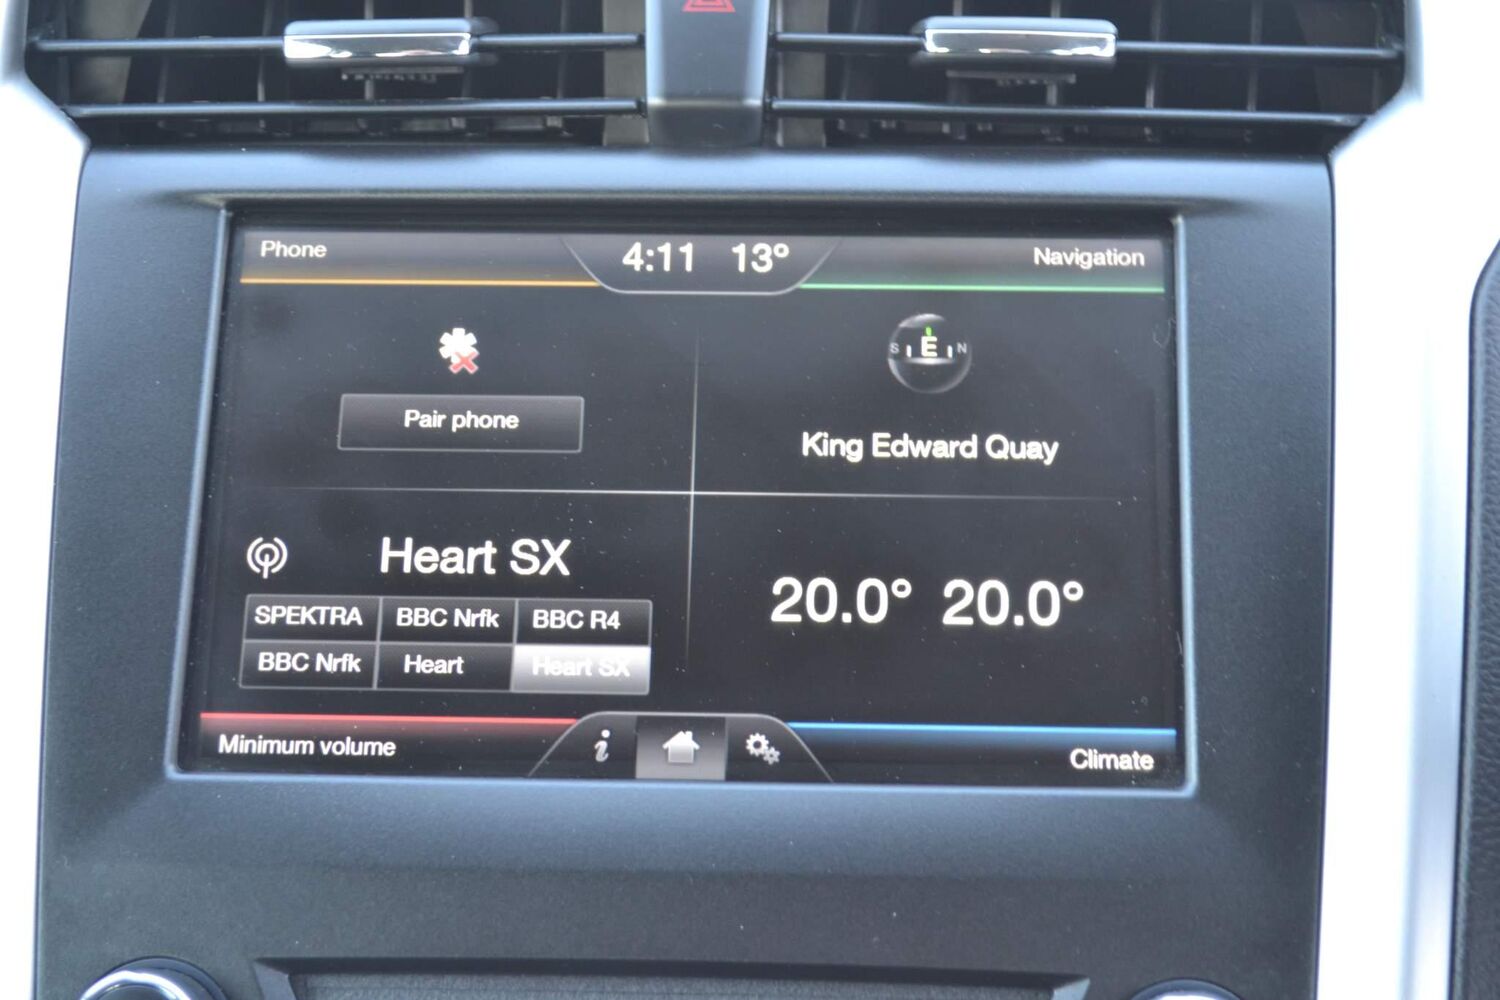 Phone
4:11 13°
Navigation
S E N
Pair phone
King Edward Quay
Heart SX
SPEKTRA BBC Nrfk BBC R4
BBC Nrfk Heart Heart SX
20.0° 20.0°
Minimum volume
i
Climate